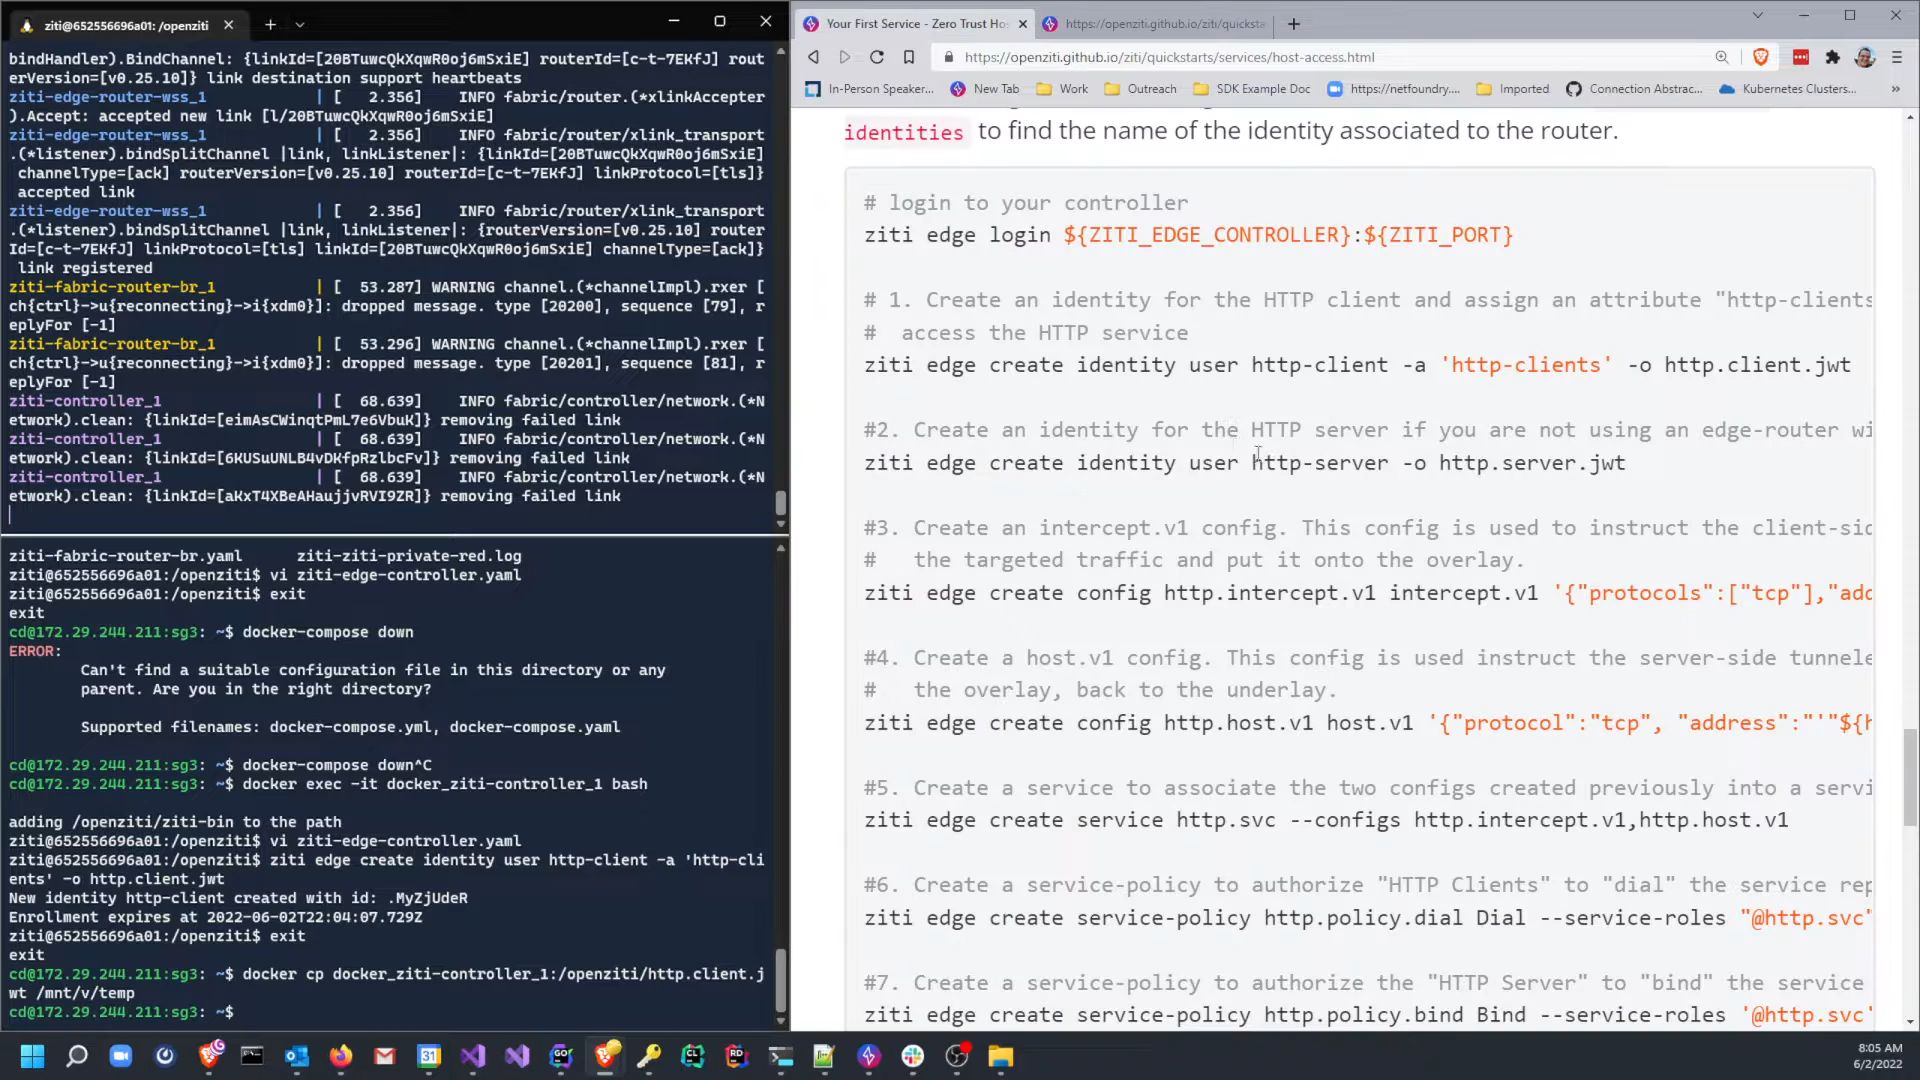 ziti@652556696a01: /openziti
bindHandler).BindChannel: {linkId=[20BTuwcQkXqwR0oj6mSxiE] routerId=[c-t-7EKfJ] rout
erVersion=[v0.25.10]} link destination support heartbeats
ziti-edge-router-wss_1 | [ 2.356] INFO fabric/router.(*xlinkAccepter
).Accept: accepted new link [l/20BTuwcQkXqwR0oj6mSxiE]
ziti-edge-router-wss_1 | [ 2.356] INFO fabric/router/xlink_transport
.(*listener).bindSplitChannel |link, linkListener|: {linkId=[20BTuwcQkXqwR0oj6mSxiE]
channelType=[ack] routerVersion=[v0.25.10] routerId=[c-t-7EKfJ] linkProtocol=[tls]}
accepted link
ziti-edge-router-wss_1 | [ 2.356] INFO fabric/router/xlink_transport
.(*listener).bindSplitChannel |link, linkListener|: {routerVersion=[v0.25.10] router
Id=[c-t-7EKfJ] linkProtocol=[tls] linkId=[20BTuwcQkXqwR0oj6mSxiE] channelType=[ack]}
link registered
ziti-fabric-router-br_1 | [ 53.287] WARNING channel.(*channelImpl).rxer [
ch{ctrl}->u{reconnecting}->i{xdm0}]: dropped message. type [20200], sequence [79], r
eplyFor [-1]
ziti-fabric-router-br_1 | [ 53.296] WARNING channel.(*channelImpl).rxer [
ch{ctrl}->u{reconnecting}->i{xdm0}]: dropped message. type [20201], sequence [81], r
eplyFor [-1]
ziti-controller_1 | [ 68.639] INFO fabric/controller/network.(*N
etwork).clean: {linkId=[eimAsCWinqtPmL7e6VbuK]} removing failed link
ziti-controller_1 | [ 68.639] INFO fabric/controller/network.(*N
etwork).clean: {linkId=[6KUSuUNLB4vDKfpRzlbcFv]} removing failed link
ziti-controller_1 | [ 68.639] INFO fabric/controller/network.(*N
etwork).clean: {linkId=[aKxT4XBeAHaujjvRVI9ZR]} removing failed link
ziti-fabric-router-br.yaml ziti-ziti-private-red.log
ziti@652556696a01:/openziti$ vi ziti-edge-controller.yaml
ziti@652556696a01:/openziti$ exit
exit
cd@172.29.244.211:sg3: ~$ docker-compose down
ERROR:
Can't find a suitable configuration file in this directory or any
parent. Are you in the right directory?
Supported filenames: docker-compose.yml, docker-compose.yaml
cd@172.29.244.211:sg3: ~$ docker-compose down^C
cd@172.29.244.211:sg3: ~$ docker exec -it docker_ziti-controller_1 bash
adding /openziti/ziti-bin to the path
ziti@652556696a01:/openziti$ vi ziti-edge-controller.yaml
ziti@652556696a01:/openziti$ ziti edge create identity user http-client -a 'http-cli
ents' -o http.client.jwt
New identity http-client created with id: .MyZjUdeR
Enrollment expires at 2022-06-02T22:04:07.729Z
ziti@652556696a01:/openziti$ exit
exit
cd@172.29.244.211:sg3: ~$ docker cp docker_ziti-controller_1:/openziti/http.client.j
wt /mnt/v/temp
cd@172.29.244.211:sg3: ~$
Your First Service - Zero Trust Ho
https://openziti.github.io/ziti/quicksta
https://openziti.github.io/ziti/quickstarts/services/host-access.html
In-Person Speaker...
New Tab
Work
Outreach
SDK Example Doc
https://netfoundry....
Imported
Connection Abstrac...
Kubernetes Clusters...
identities to find the name of the identity associated to the router.
# login to your controller
ziti edge login ${ZITI_EDGE_CONTROLLER}:${ZITI_PORT}
# 1. Create an identity for the HTTP client and assign an attribute "http-clients
# access the HTTP service
ziti edge create identity user http-client -a 'http-clients' -o http.client.jwt
#2. Create an identity for the HTTP server if you are not using an edge-router wi
ziti edge create identity user http-server -o http.server.jwt
#3. Create an intercept.v1 config. This config is used to instruct the client-sid
# the targeted traffic and put it onto the overlay.
ziti edge create config http.intercept.v1 intercept.v1 '{"protocols":["tcp"],"add
#4. Create a host.v1 config. This config is used instruct the server-side tunnele
# the overlay, back to the underlay.
ziti edge create config http.host.v1 host.v1 '{"protocol":"tcp", "address":"'"${h
#5. Create a service to associate the two configs created previously into a servi
ziti edge create service http.svc --configs http.intercept.v1,http.host.v1
#6. Create a service-policy to authorize "HTTP Clients" to "dial" the service rep
ziti edge create service-policy http.policy.dial Dial --service-roles "@http.svc"
#7. Create a service-policy to authorize the "HTTP Server" to "bind" the service
ziti edge create service-policy http.policy.bind Bind --service-roles '@http.svc'
8:05 AM
6/2/2022